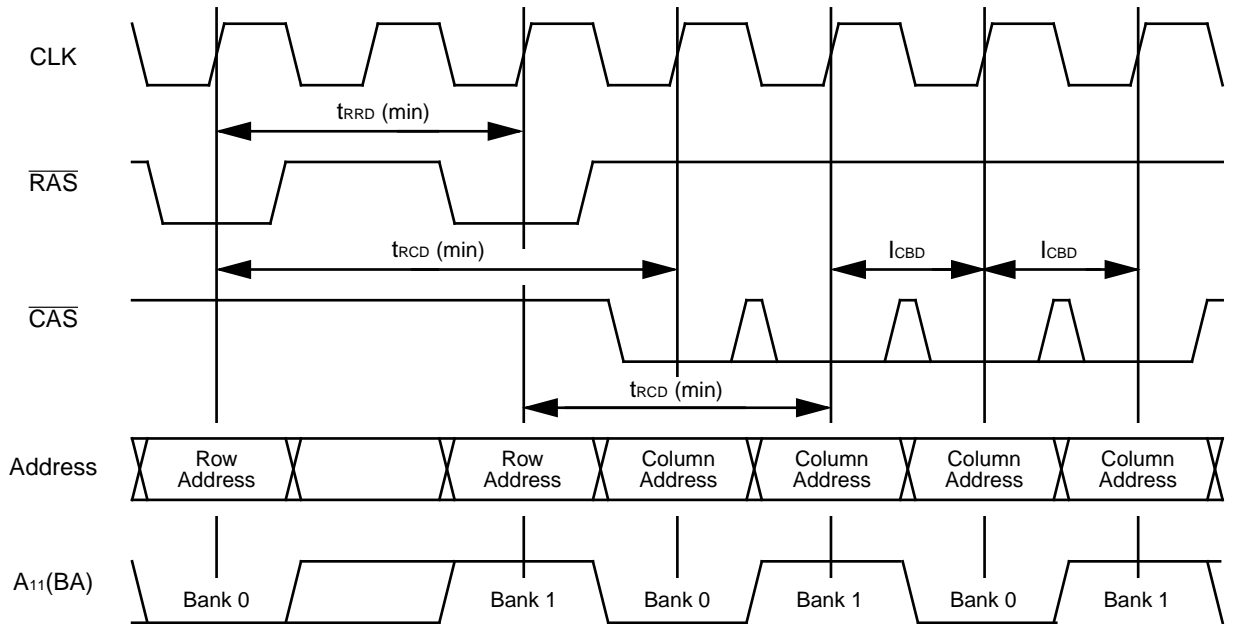 CLK
tRRD (min)
RAS
tRCD (min)
ICBD
ICBD
CAS
tRCD (min)
Address
Row
Address
Row
Address
Column
Address
Column
Address
Column
Address
Column
Address
A11(BA)
Bank 0
Bank 1
Bank 0
Bank 1
Bank 0
Bank 1